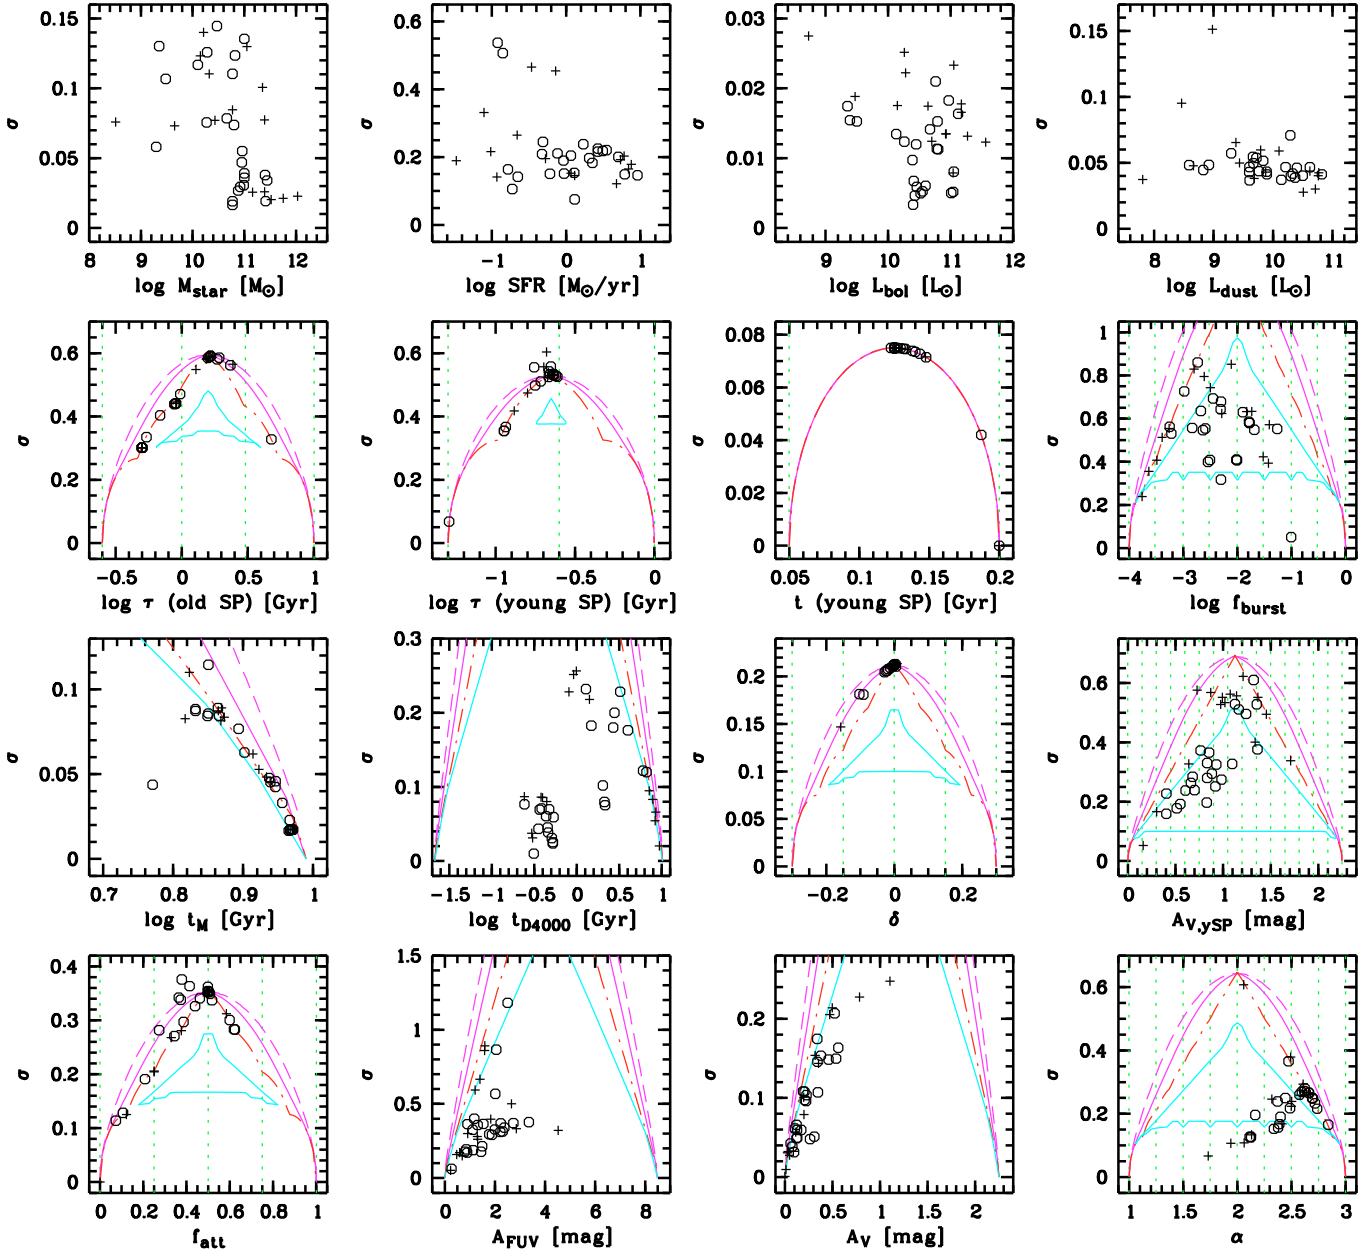 0.15
0.1
0.05
0
σ
8 9 10 11 12
log M_star [M⊙]
0.6
0.4
0.2
0
σ
−1 0 1
log SFR [M⊙/yr]
0.03
0.02
0.01
0
σ
9 10 11 12
log L_bol [L⊙]
0.15
0.1
0.05
0
σ
8 9 10 11
log L_dust [L⊙]
0.6
0.4
0.2
0
σ
−0.5 0 0.5 1
log τ (old SP) [Gyr]
0.6
0.4
0.2
0
σ
−1 −0.5 0
log τ (young SP) [Gyr]
0.08
0.06
0.04
0.02
0
σ
0.05 0.1 0.15 0.2
t (young SP) [Gyr]
1
0.8
0.6
0.4
0.2
0
σ
−4 −3 −2 −1 0
log f_burst
0.1
0.05
0
σ
0.7 0.8 0.9 1
log t_M [Gyr]
0.3
0.2
0.1
0
σ
−1.5 −1 −0.5 0 0.5 1
log t_D4000 [Gyr]
0.2
0.15
0.1
0.05
0
σ
−0.2 0 0.2
δ
0.6
0.4
0.2
0
σ
0 0.5 1 1.5 2
A_V,ySP [mag]
0.4
0.3
0.2
0.1
0
σ
0 0.2 0.4 0.6 0.8 1
f_att
1.5
1
0.5
0
σ
0 2 4 6 8
A_FUV [mag]
0.2
0.1
0
σ
0 0.5 1 1.5 2
A_V [mag]
0.6
0.4
0.2
0
σ
1 1.5 2 2.5 3
α